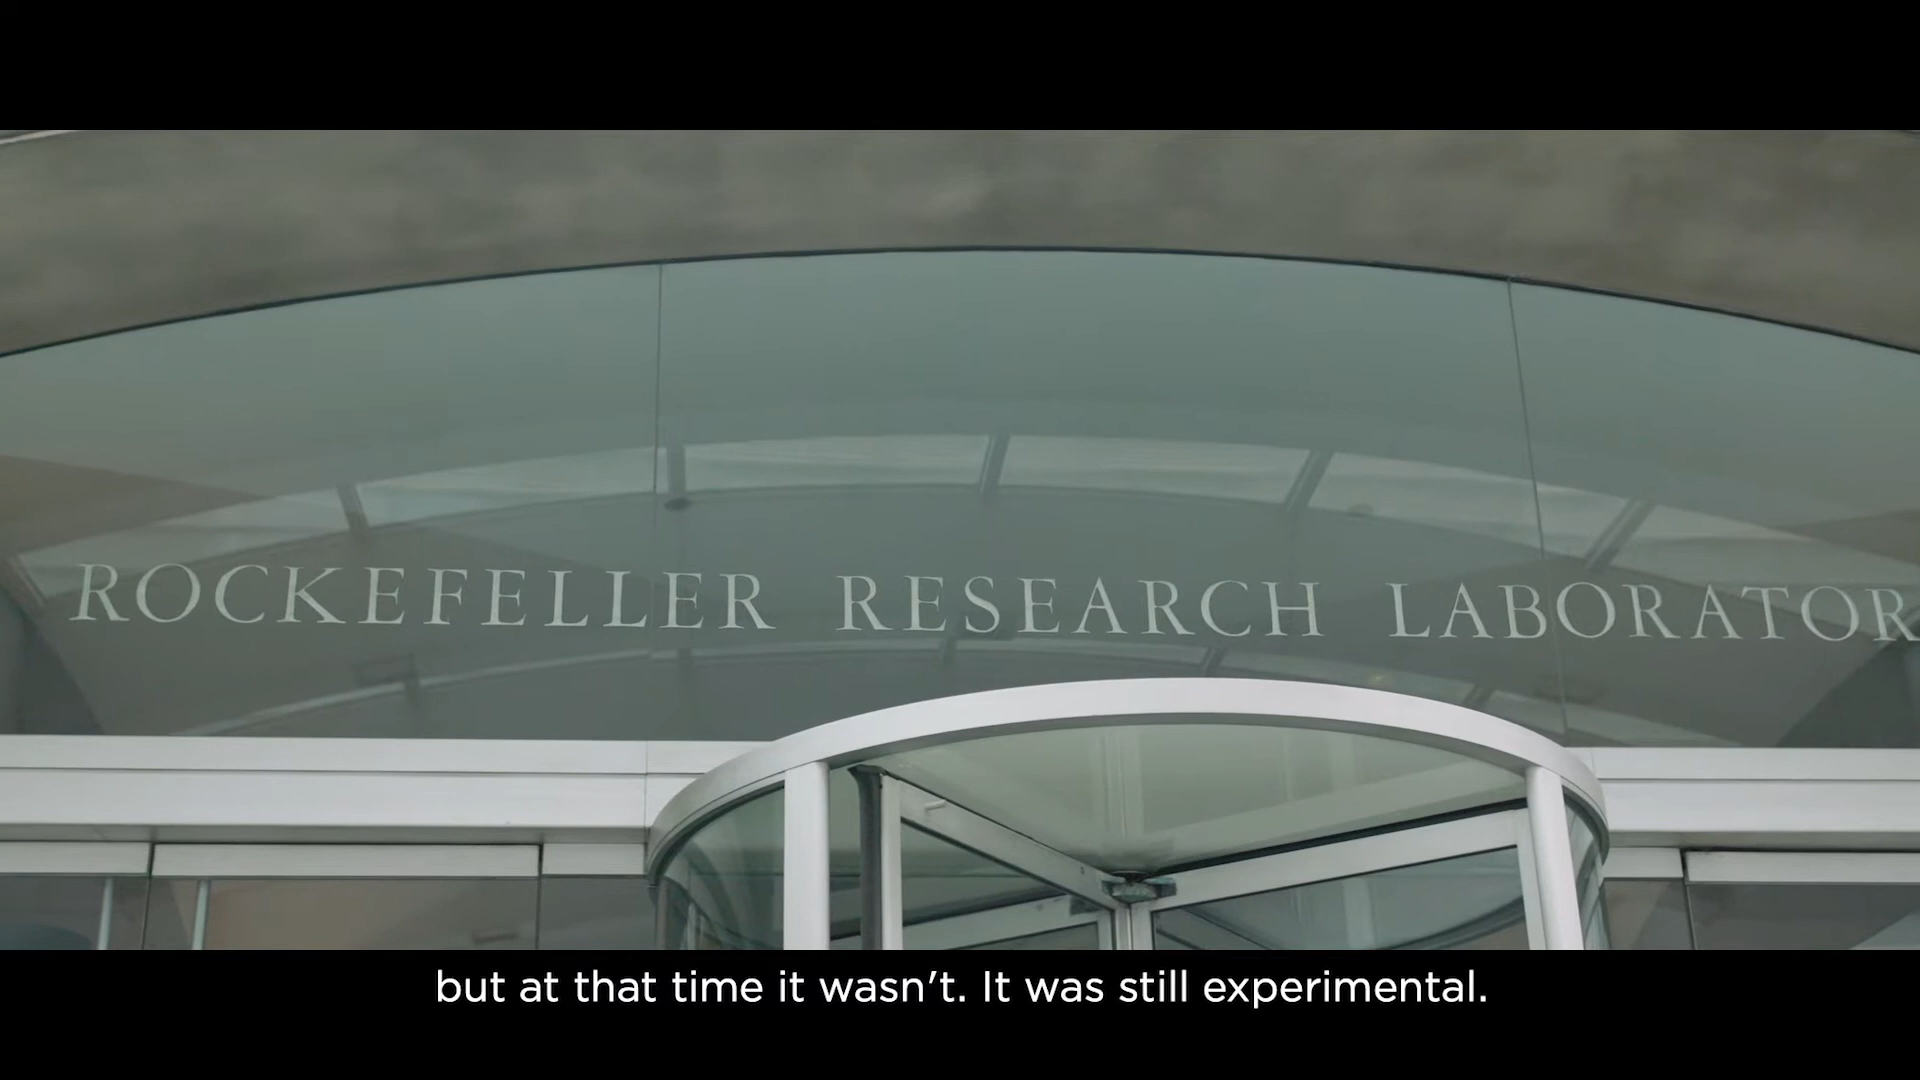 ROCKEFELLER RESEARCH LABORATOR
but at that time it wasn't. It was still experimental.